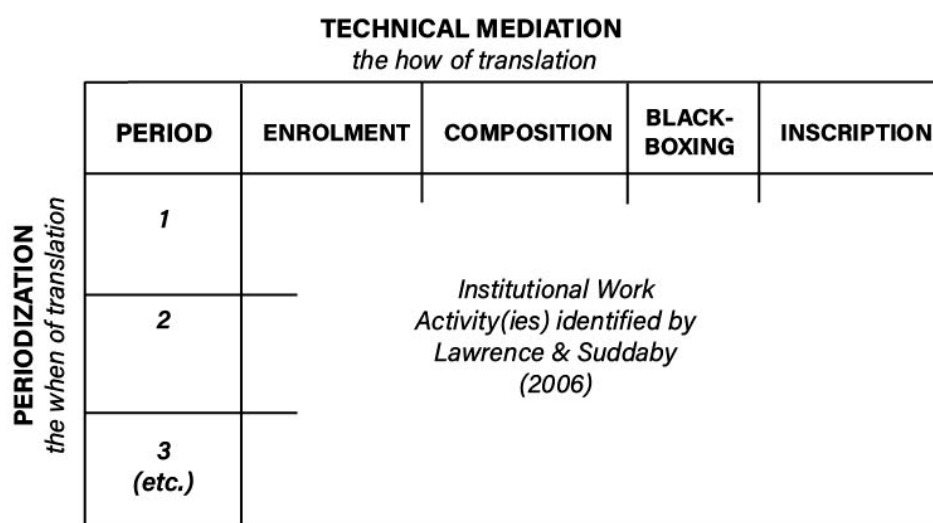 TECHNICAL MEDIATION
the how of translation
PERIOD
ENROLMENT
COMPOSITION
BLACK-
BOXING
INSCRIPTION
PERIODIZATION
the when of translation
1
2
3
(etc.)
Institutional Work
Activity(ies) identified by
Lawrence & Suddaby
(2006)